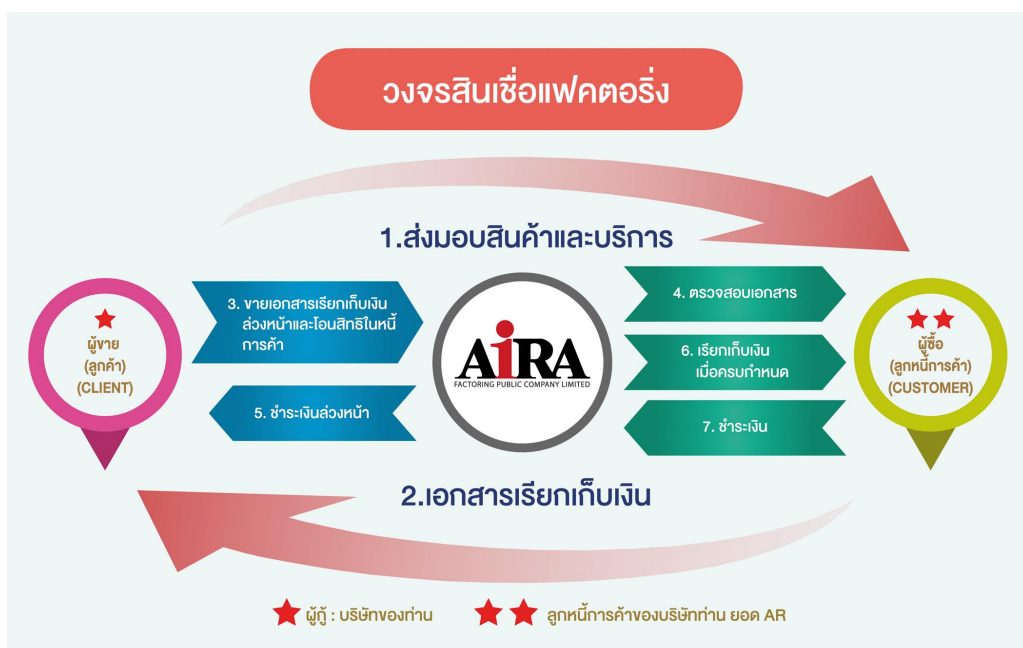 วงจรสินเชื่อแฟคตอริ่ง
1.ส่งมอบสินค้าและบริการ
3. ขายเอกสารเรียกเก็บเงิน
ล่วงหน้าและโอนสิทธิในหนี้
การค้า
4. ตรวจสอบเอกสาร
ผู้ขาย
(ลูกค้า)
(CLIENT)
AiRA
FACTORING PUBLIC COMPANY LIMITED
6. เรียกเก็บเงิน
เมื่อครบกำหนด
ผู้ซื้อ
(ลูกหนี้การค้า)
(CUSTOMER)
5. ชำระเงินล่วงหน้า
7. ชำระเงิน
2.เอกสารเรียกเก็บเงิน
ผู้กู้ : บริษัทของท่าน
ลูกหนี้การค้าของบริษัทท่าน ยอด AR